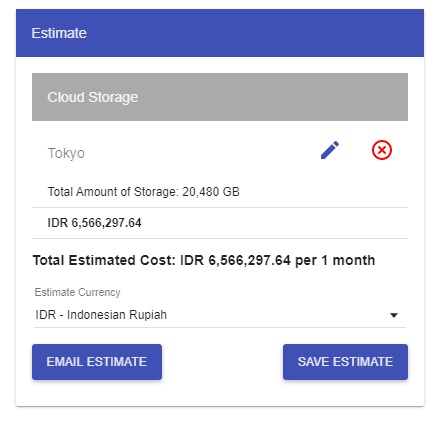 Estimate
Cloud Storage
Tokyo
Total Amount of Storage: 20,480 GB
IDR 6,566,297.64
Total Estimated Cost: IDR 6,566,297.64 per 1 month
Estimate Currency
IDR - Indonesian Rupiah
EMAIL ESTIMATE SAVE ESTIMATE